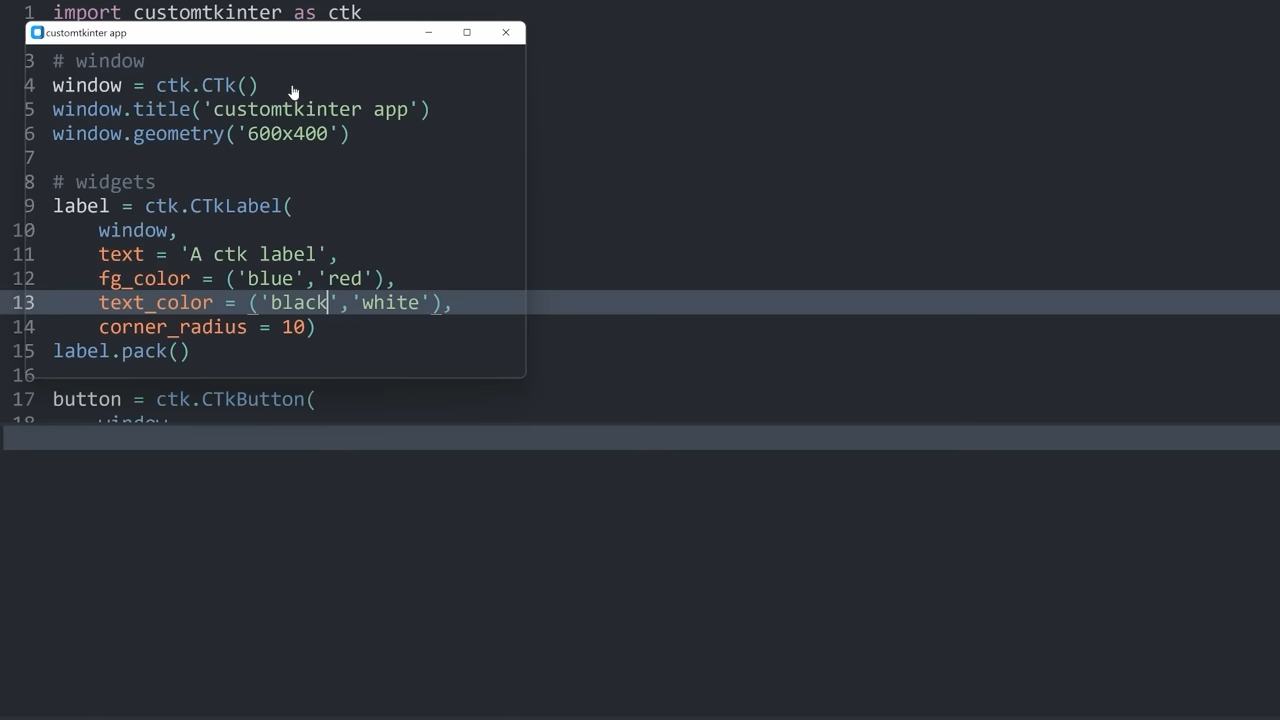 1 import customtkinter as ctk
customtkinter app
3 # window
4 window = ctk.CTk()
5 window.title('customtkinter app')
6 window.geometry('600x400')
7
8 # widgets
9 label = ctk.CTkLabel(
10 window,
11 text = 'A ctk label',
12 fg_color = ('blue','red'),
13 text_color = ('black','white'),
14 corner_radius = 10)
15 label.pack()
16
17 button = ctk.CTkButton(
18 window,